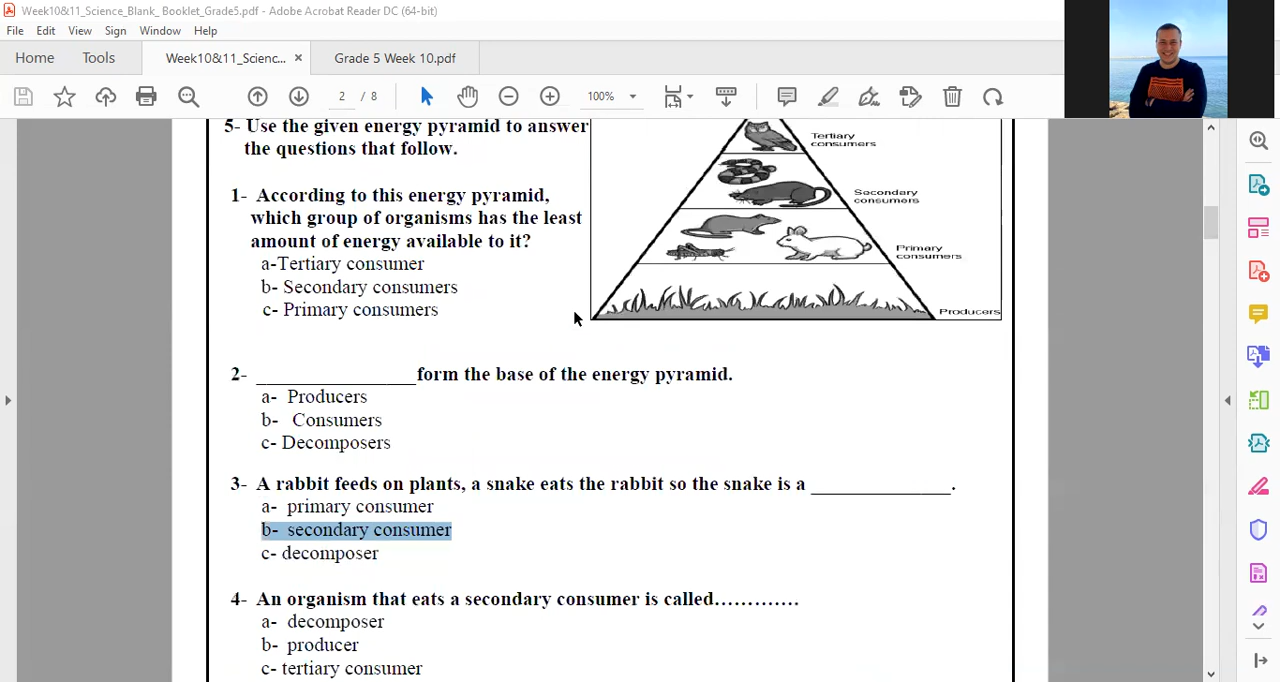 Week10&11_Science_Blank_ Booklet_Grade5.pdf - Adobe Acrobat Reader DC (64-bit)
File Edit View Sign Window Help
Home Tools Week10&11_Scienc... × Grade 5 Week 10.pdf
2 / 8 100%
5- Use the given energy pyramid to answer
the questions that follow.
Tertiary
consumers
Secondary
consumers
Primary
consumers
Producers
1- According to this energy pyramid,
which group of organisms has the least
amount of energy available to it?
a-Tertiary consumer
b- Secondary consumers
c- Primary consumers
2- ________________form the base of the energy pyramid.
a- Producers
b- Consumers
c- Decomposers
3- A rabbit feeds on plants, a snake eats the rabbit so the snake is a ______________.
a- primary consumer
b- secondary consumer
c- decomposer
4- An organism that eats a secondary consumer is called.............
a- decomposer
b- producer
c- tertiary consumer